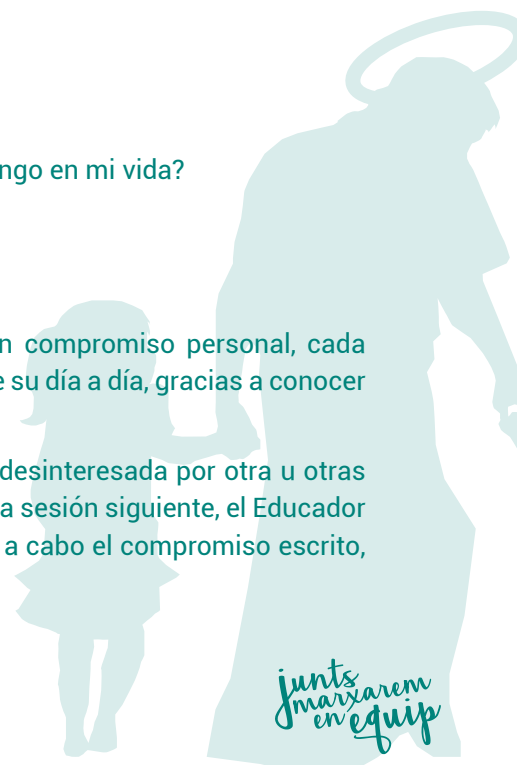 ngo en mi vida?
n compromiso personal, cada
e su día a día, gracias a conocer
desinteresada por otra u otras
a sesión siguiente, el Educador
a cabo el compromiso escrito,
junts
marxarem
en equip